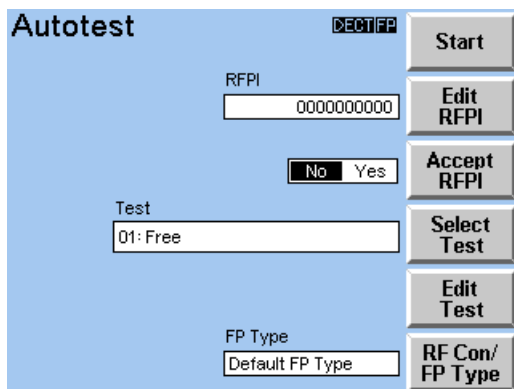 Autotest
DECT FP
Start
RFPI
0000000000
Edit
RFPI
No Yes
Accept
RFPI
Test
01: Free
Select
Test
Edit
Test
FP Type
Default FP Type
RF Con/
FP Type